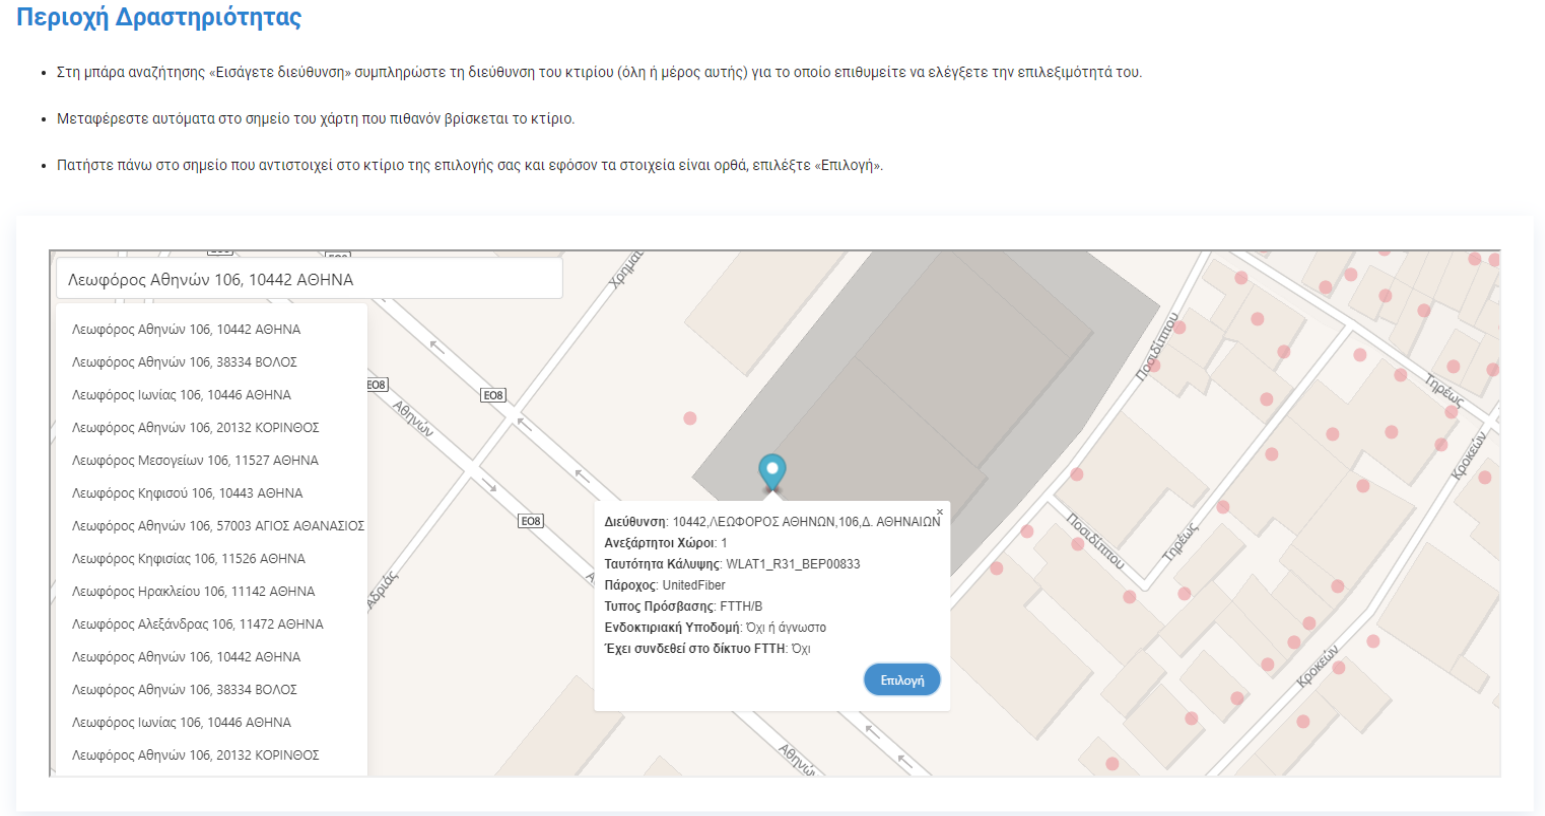 Περιοχή Δραστηριότητας
• Στη μπάρα αναζήτησης «Εισάγετε διεύθυνση» συμπληρώστε τη διεύθυνση του κτιρίου (όλη ή μέρος αυτής) για το οποίο επιθυμείτε να ελέγξετε την επιλεξιμότητά του.
• Μεταφέρεστε αυτόματα στο σημείο του χάρτη που πιθανόν βρίσκεται το κτίριο.
• Πατήστε πάνω στο σημείο που αντιστοιχεί στο κτίριο της επιλογής σας και εφόσον τα στοιχεία είναι ορθά, επιλέξτε «Επιλογή».
Λεωφόρος Αθηνών 106, 10442 ΑΘΗΝΑ
Λεωφόρος Αθηνών 106, 10442 ΑΘΗΝΑ
Λεωφόρος Αθηνών 106, 38334 ΒΟΛΟΣ
Λεωφόρος Ιωνίας 106, 10446 ΑΘΗΝΑ
Λεωφόρος Αθηνών 106, 20132 ΚΟΡΙΝΘΟΣ
Λεωφόρος Μεσογείων 106, 11527 ΑΘΗΝΑ
Λεωφόρος Κηφισού 106, 10443 ΑΘΗΝΑ
Λεωφόρος Αθηνών 106, 57003 ΑΓΙΟΣ ΑΘΑΝΑΣΙΟΣ
Λεωφόρος Κηφισίας 106, 11526 ΑΘΗΝΑ
Λεωφόρος Ηρακλείου 106, 11142 ΑΘΗΝΑ
Λεωφόρος Αλεξάνδρας 106, 11472 ΑΘΗΝΑ
Λεωφόρος Αθηνών 106, 10442 ΑΘΗΝΑ
Λεωφόρος Αθηνών 106, 38334 ΒΟΛΟΣ
Λεωφόρος Ιωνίας 106, 10446 ΑΘΗΝΑ
Λεωφόρος Αθηνών 106, 20132 ΚΟΡΙΝΘΟΣ
ΕΟ8
Αθηνών
ΕΟ8
ΕΟ8
Αδριάς
Διεύθυνση: 10442,ΛΕΩΦΟΡΟΣ ΑΘΗΝΩΝ,106,Δ. ΑΘΗΝΑΙΩΝ
Ανεξάρτητοι Χώροι: 1
Ταυτότητα Κάλυψης: WLAT1_R31_BEP00833
Πάροχος: UnitedFiber
Τυπος Πρόσβασης: FTTH/B
Ενδοκτιριακή Υποδομή: Όχι ή άγνωστο
Έχει συνδεθεί στο δίκτυο FTTH: Όχι
×
Επιλογή
Αθηνών
Ποσιδίππου
Ποσιδίππου
Τηρέως
Τηρέως
Κροκεών
Κροκεών